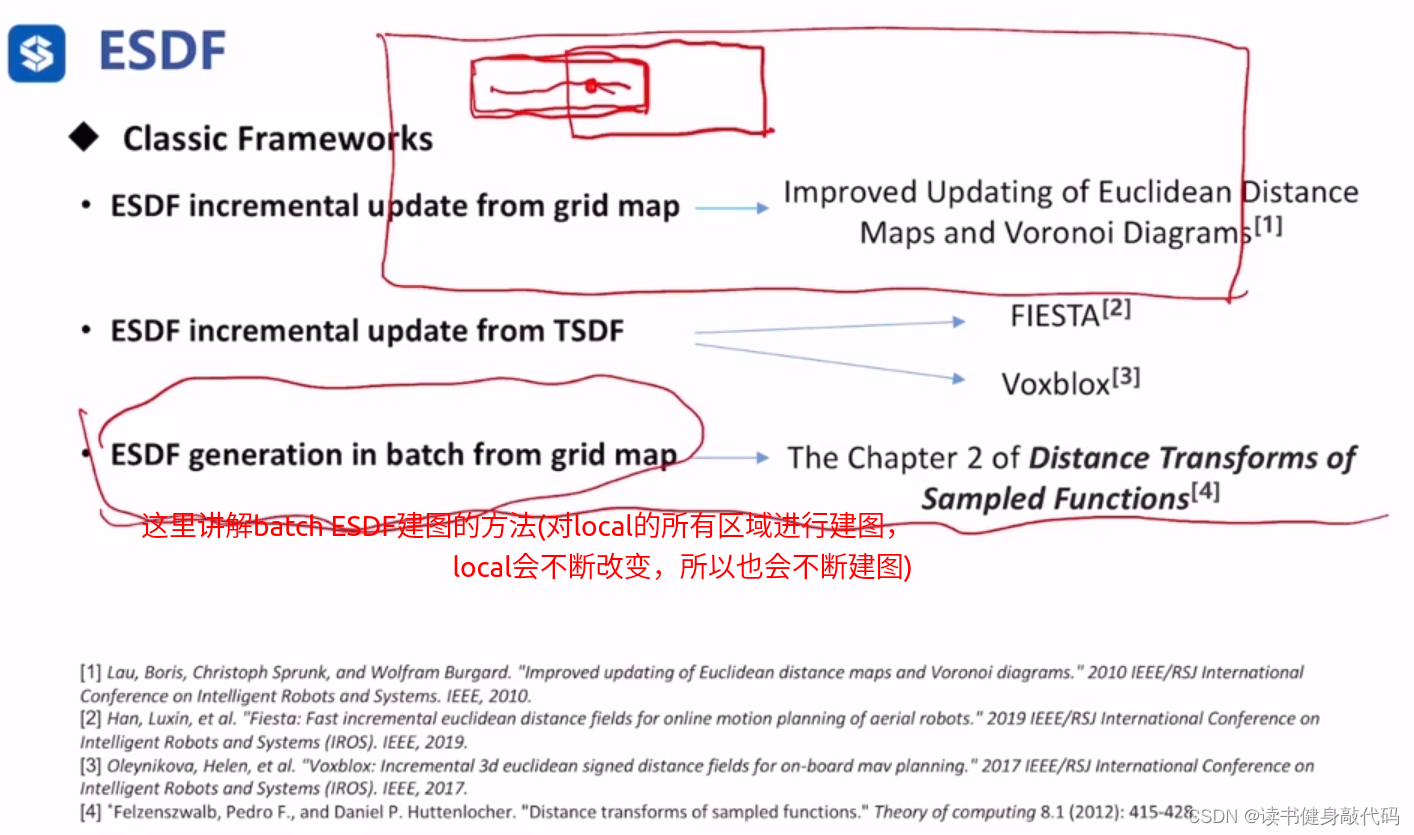 ESDF
◆ Classic Frameworks
• ESDF incremental update from grid map
Improved Updating of Euclidean Distance
Maps and Voronoi Diagrams[1]
• ESDF incremental update from TSDF
FIESTA[2]
Voxblox[3]
• ESDF generation in batch from grid map
The Chapter 2 of Distance Transforms of
Sampled Functions[4]
这里讲解batch ESDF建图的方法(对local的所有区域进行建图，
local会不断改变，所以也会不断建图)
[1] Lau, Boris, Christoph Sprunk, and Wolfram Burgard. "Improved updating of Euclidean distance maps and Voronoi diagrams." 2010 IEEE/RSJ International
Conference on Intelligent Robots and Systems. IEEE, 2010.
[2] Han, Luxin, et al. "Fiesta: Fast incremental euclidean distance fields for online motion planning of aerial robots." 2019 IEEE/RSJ International Conference on
Intelligent Robots and Systems (IROS). IEEE, 2019.
[3] Oleynikova, Helen, et al. "Voxblox: Incremental 3d euclidean signed distance fields for on-board mav planning." 2017 IEEE/RSJ International Conference on
Intelligent Robots and Systems (IROS). IEEE, 2017.
[4] *Felzenszwalb, Pedro F., and Daniel P. Huttenlocher. "Distance transforms of sampled functions." Theory of computing 8.1 (2012): 415-428.
CSDN @读书健身敲代码